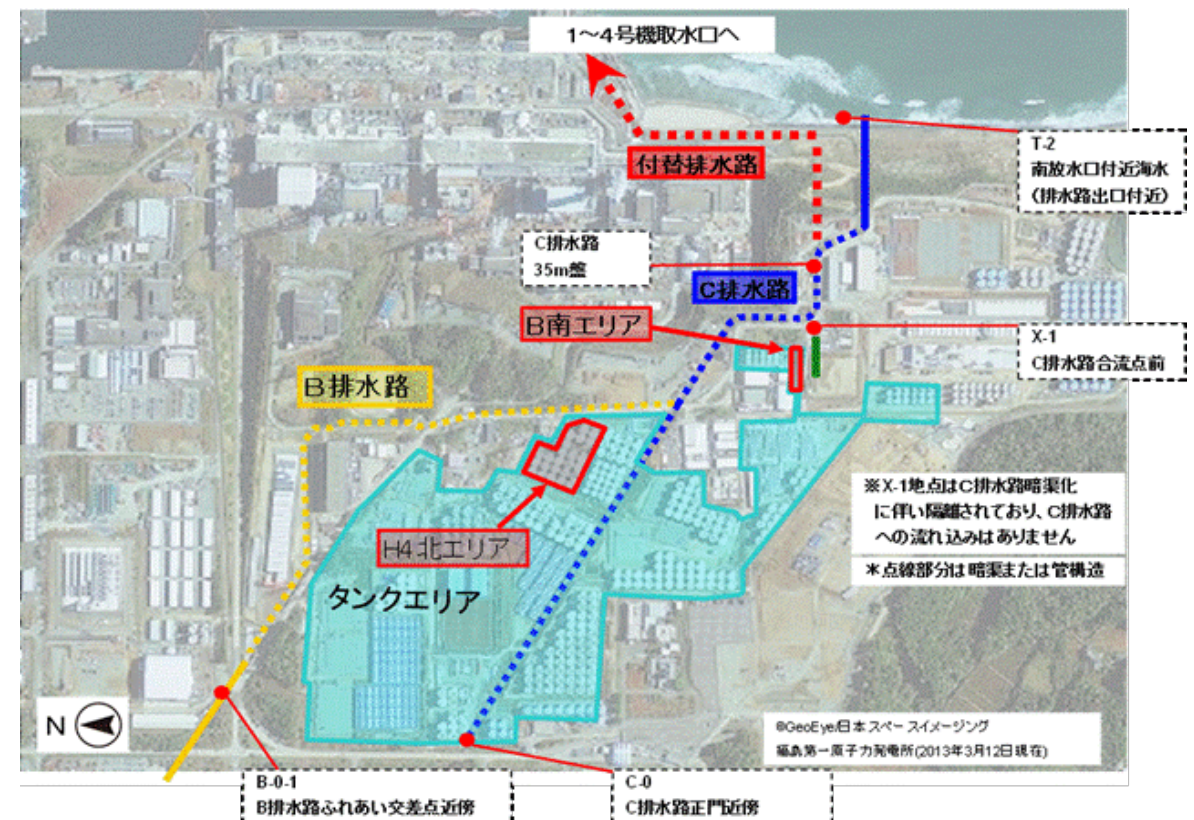 1～4号機取水口へ
付替排水路
T-2
南放水口付近海水
（排水路出口付近）
C排水路
35m盤
C排水路
B南エリア
X-1
C排水路合流点前
B排水路
※X-1地点はC排水路暗渠化
に伴い隔離されており、C排水路
への流れ込みはありません
＊点線部分は暗渠または管構造
H4北エリア
タンクエリア
N
©GeoEye/日本スペースイメージング
福島第一原子力発電所(2013年3月12日現在)
B-0-1
B排水路ふれあい交差点近傍
C-0
C排水路正門近傍